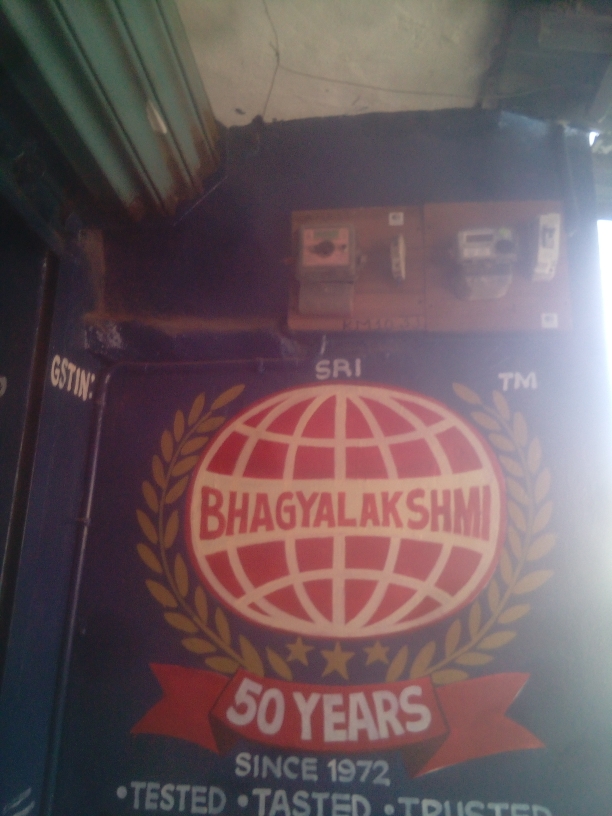 GSTIN:
SRI
TM
BHAGYALAKSHMI
50 YEARS
SINCE 1972
•TESTED •TASTED •TRUSTED